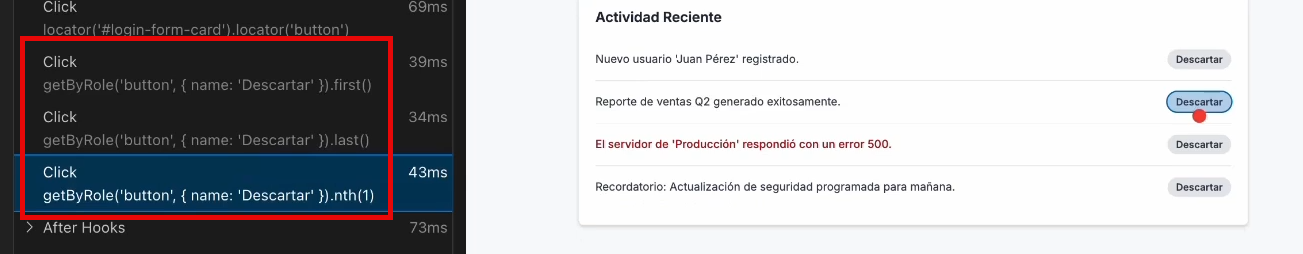 Click 69ms
locator('#login-form-card').locator('button')
Click 39ms
getByRole('button', { name: 'Descartar' }).first()
Click 34ms
getByRole('button', { name: 'Descartar' }).last()
Click 43ms
getByRole('button', { name: 'Descartar' }).nth(1)
After Hooks 73ms
Actividad Reciente
Nuevo usuario 'Juan Pérez' registrado. Descartar
Reporte de ventas Q2 generado exitosamente. Descartar
El servidor de 'Producción' respondió con un error 500. Descartar
Recordatorio: Actualización de seguridad programada para mañana. Descartar